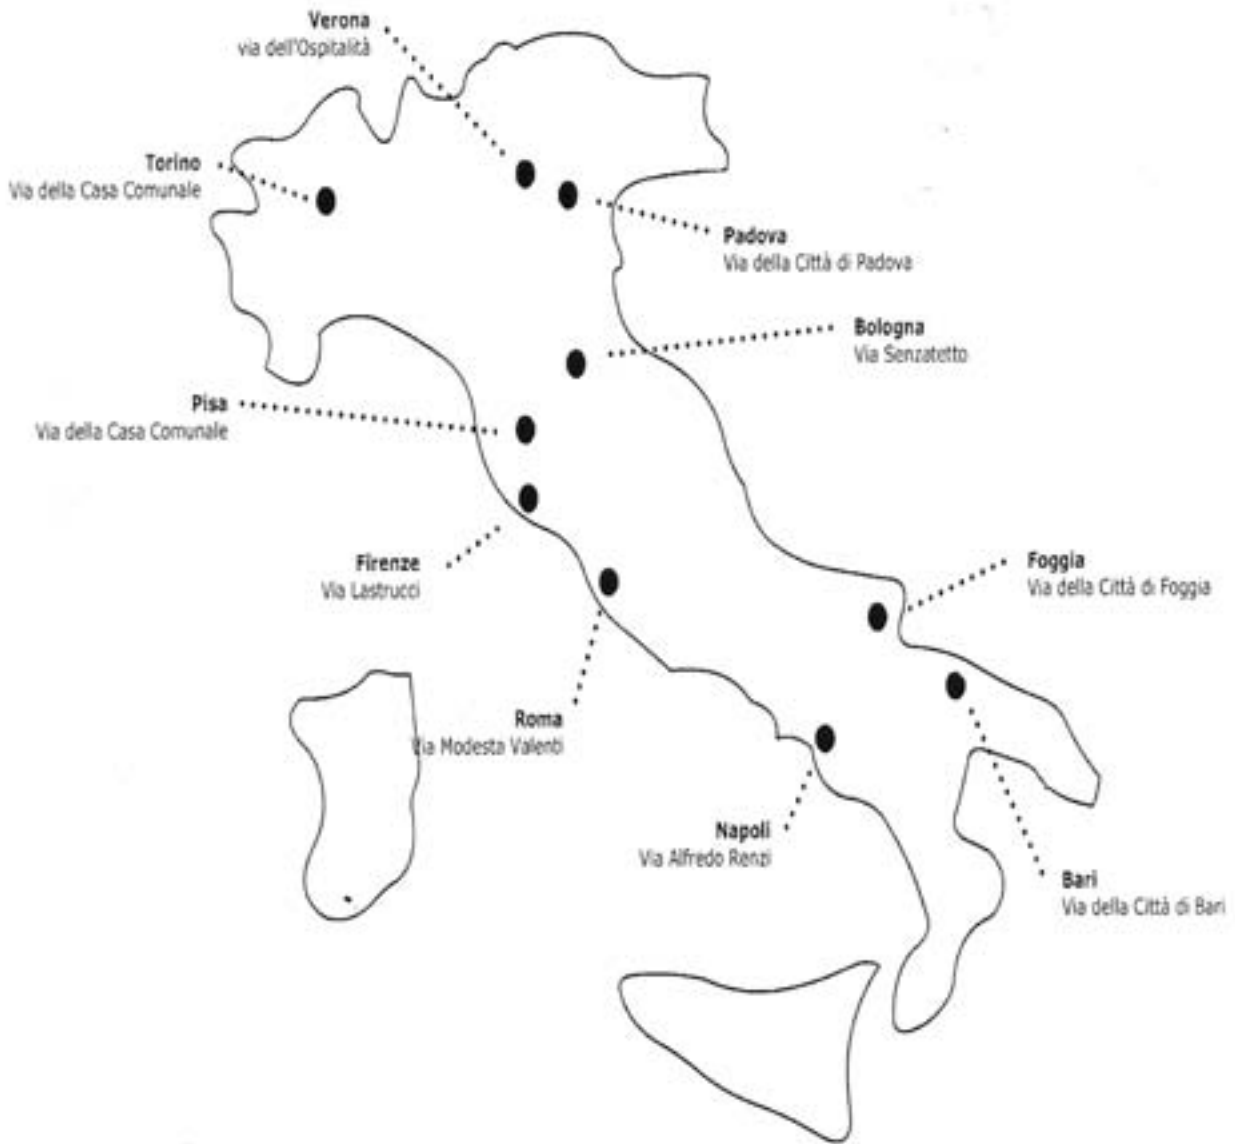 Verona
via dell'Ospitalità
Torino
Via della Casa Comunale
Padova
Via della Città di Padova
Bologna
Via Senzatetto
Pisa
Via della Casa Comunale
Firenze
Via Lastrucci
Foggia
Via della Città di Foggia
Roma
Via Modesta Valenti
Napoli
Via Alfredo Renzi
Bari
Via della Città di Bari